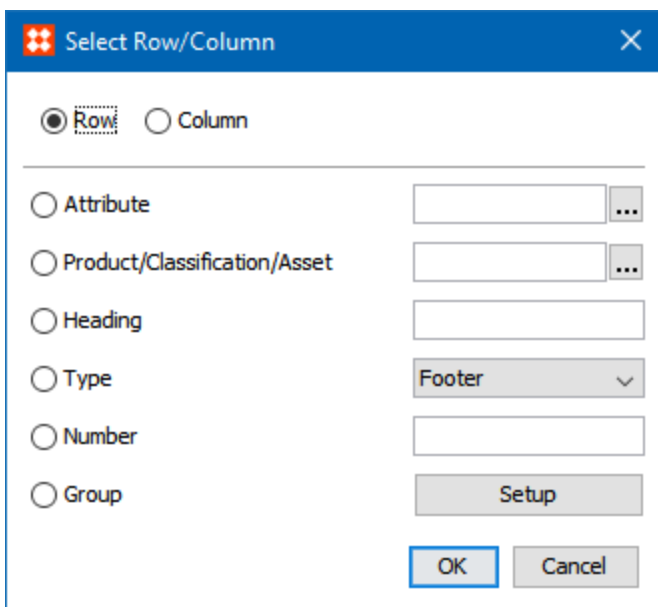 Select Row/Column
Row Column
Attribute ...
Product/Classification/Asset ...
Heading
Type Footer
Number
Group Setup
OK Cancel